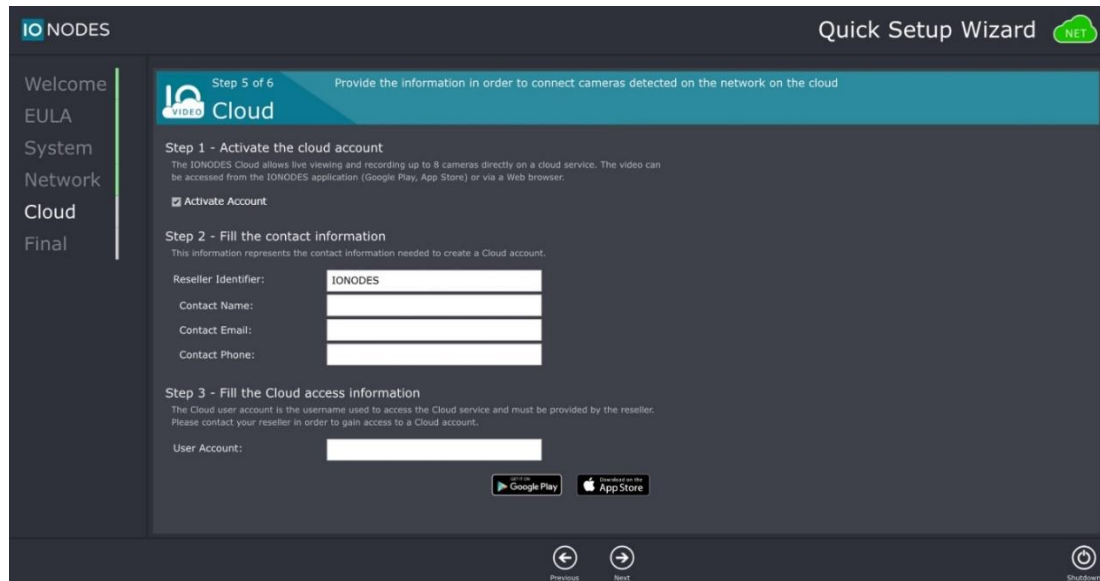 IONODES
Quick Setup Wizard
NET
Welcome
EULA
System
Network
Cloud
Final
Step 5 of 6
Provide the information in order to connect cameras detected on the network on the cloud
IO
VIDEO
Cloud
Step 1 - Activate the cloud account
The IONODES Cloud allows live viewing and recording up to 8 cameras directly on a cloud service. The video can
be accessed from the IONODES application (Google Play, App Store) or via a Web browser.
Activate Account
Step 2 - Fill the contact information
This information represents the contact information needed to create a Cloud account.
Reseller Identifier:
IONODES
Contact Name:
Contact Email:
Contact Phone:
Step 3 - Fill the Cloud access information
The Cloud user account is the username used to access the Cloud service and must be provided by the reseller.
Please contact your reseller in order to gain access to a Cloud account.
User Account:
GET IT ON
Google Play
Download on the
App Store
Previous
Next
Shutdown